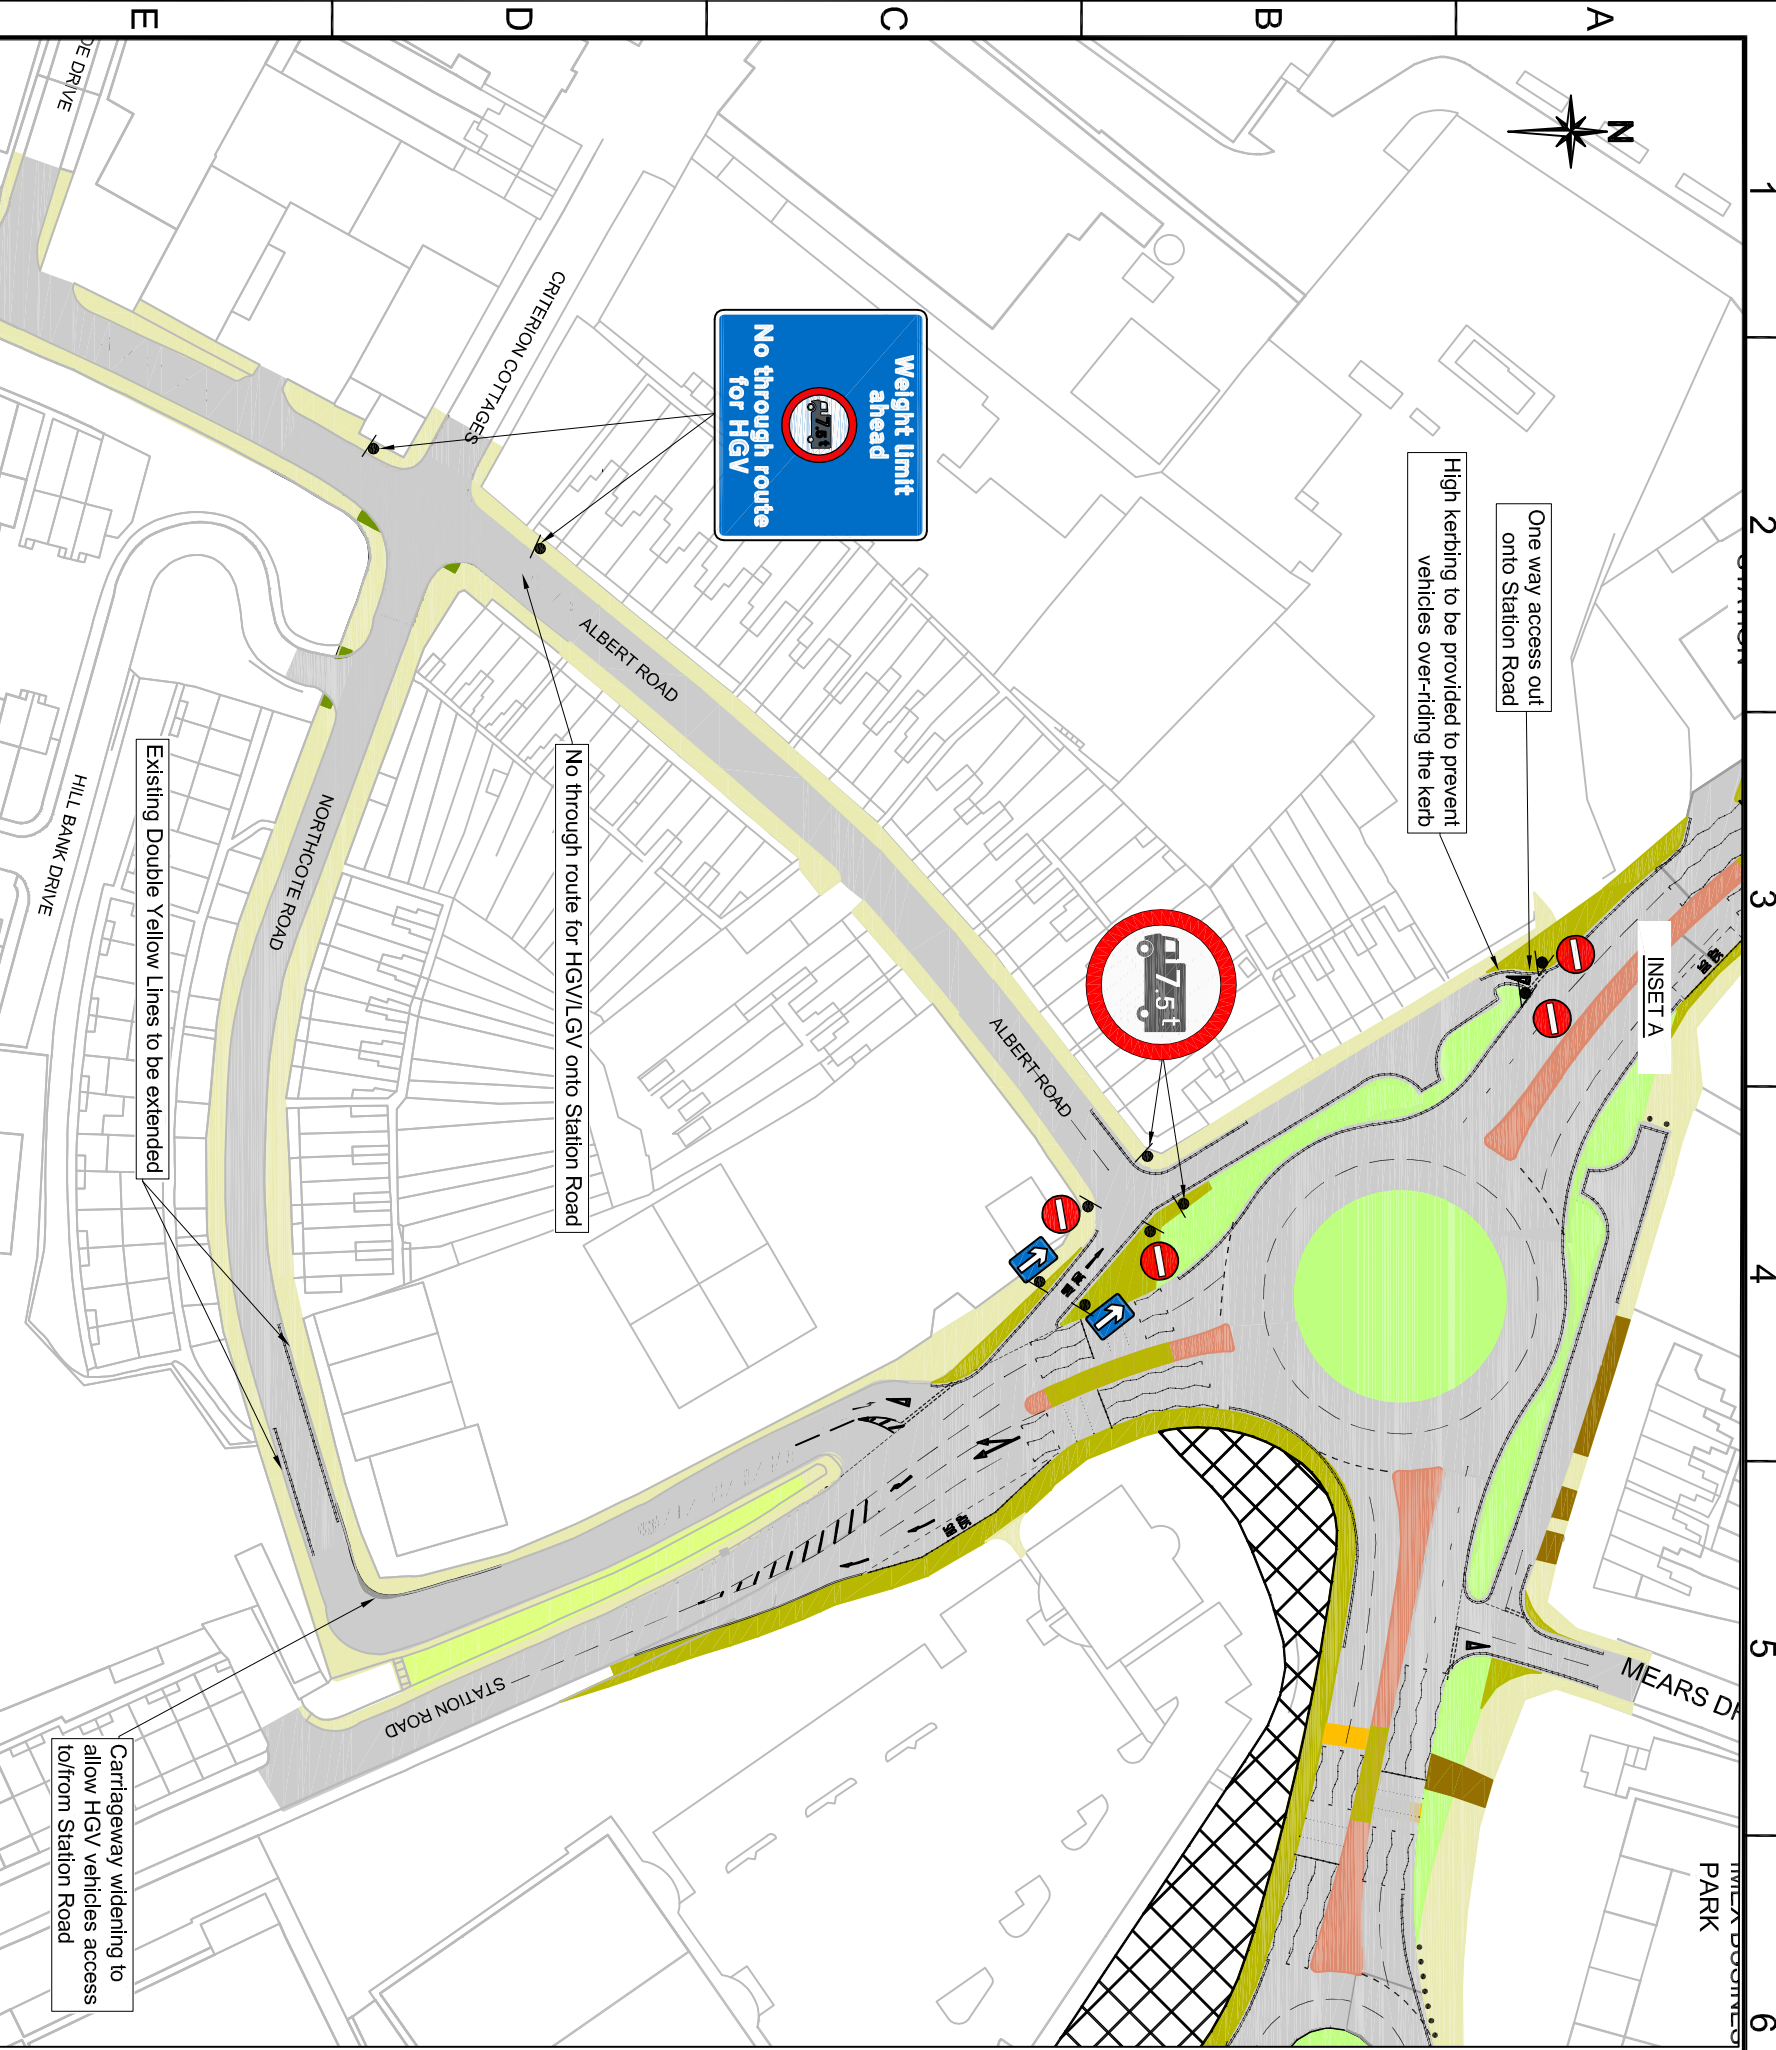 A
B
C
D
E
1
2
3
4
5
6
N
One way access out
onto Station Road
High kerbing to be provided to prevent
vehicles over-riding the kerb
INSET A
Weight limit
ahead
7.5t
No through route
for HGV
7.5t
CRITERION COTTAGES
ALBERT ROAD
ALBERT ROAD
No through route for HGV/LGV onto Station Road
NORTHCOTE ROAD
HILL BANK DRIVE
DRIVE
Existing Double Yellow Lines to be extended
STATION ROAD
MEARS
PARK
Carriageway widening to
allow HGV vehicles access
to/from Station Road